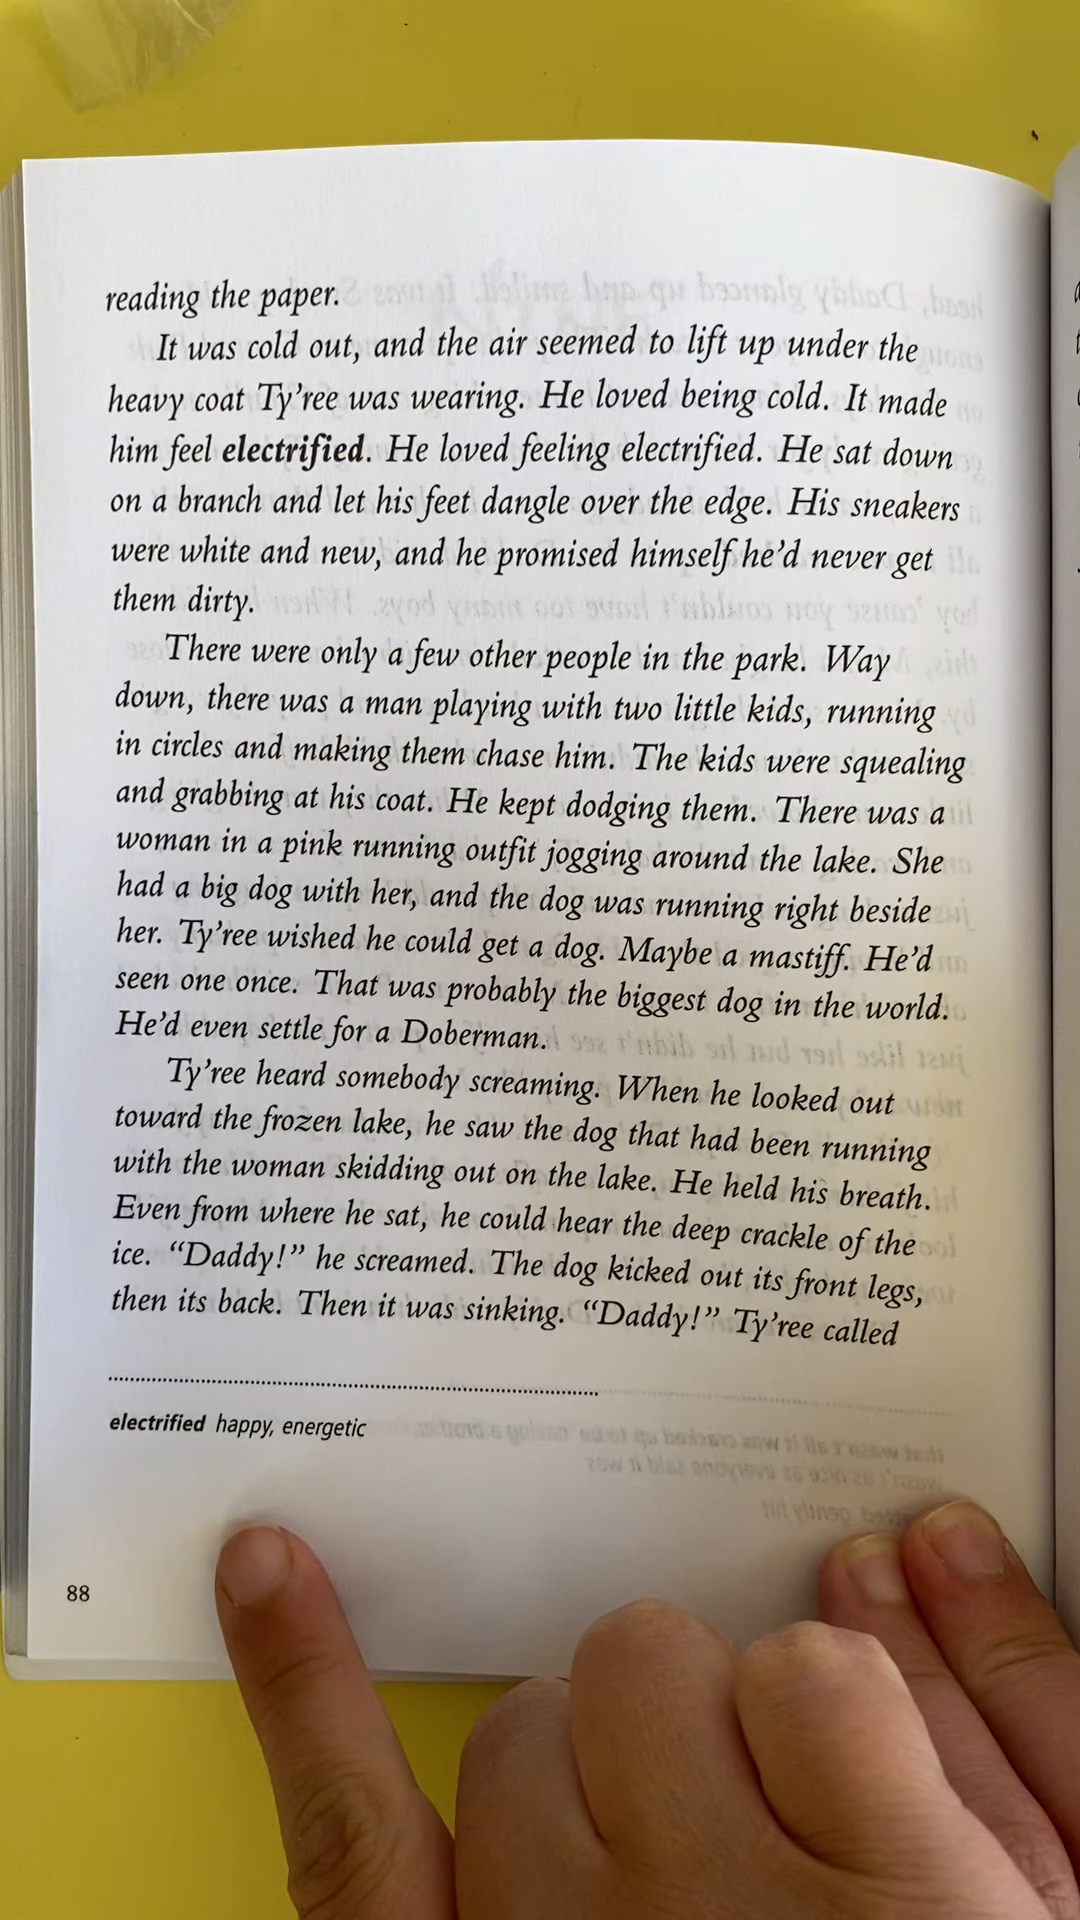 reading the paper.
It was cold out, and the air seemed to lift up under the
heavy coat Ty’ree was wearing. He loved being cold. It made
him feel electrified. He loved feeling electrified. He sat down
on a branch and let his feet dangle over the edge. His sneakers
were white and new, and he promised himself he’d never get
them dirty.
There were only a few other people in the park. Way
down, there was a man playing with two little kids, running
in circles and making them chase him. The kids were squealing
and grabbing at his coat. He kept dodging them. There was a
woman in a pink running outfit jogging around the lake. She
had a big dog with her, and the dog was running right beside
her. Ty’ree wished he could get a dog. Maybe a mastiff. He’d
seen one once. That was probably the biggest dog in the world.
He’d even settle for a Doberman.
Ty’ree heard somebody screaming. When he looked out
toward the frozen lake, he saw the dog that had been running
with the woman skidding out on the lake. He held his breath.
Even from where he sat, he could hear the deep crackle of the
ice. “Daddy!” he screamed. The dog kicked out its front legs,
then its back. Then it was sinking. “Daddy!” Ty’ree called
electrified happy, energetic
88